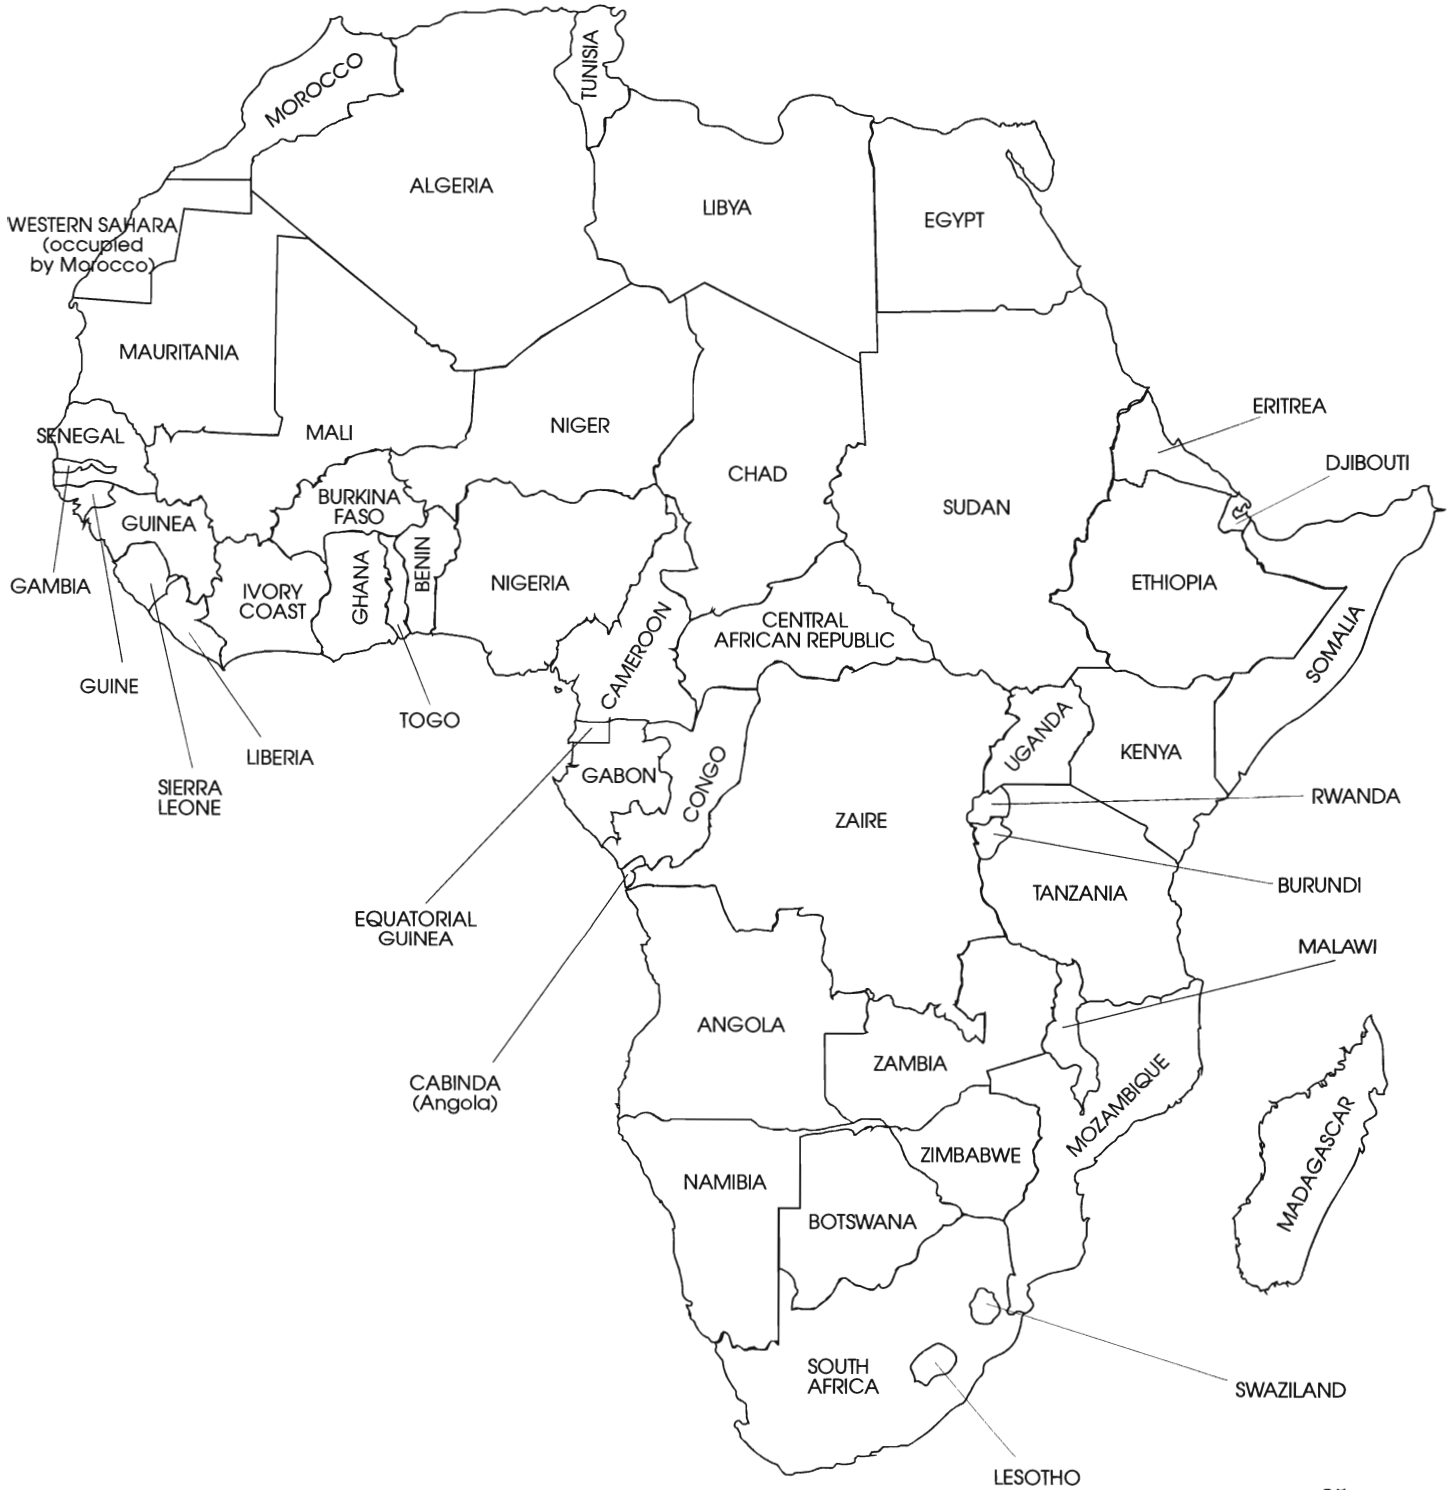 TUNISIA
MOROCCO
ALGERIA
LIBYA
EGYPT
WESTERN SAHARA
(occupied
by Morocco)
MAURITANIA
MALI
NIGER
CHAD
SUDAN
ERITREA
DJIBOUTI
SENEGAL
GAMBIA
GUINE
GUINEA
SIERRA
LEONE
LIBERIA
IVORY
COAST
BURKINA
FASO
GHANA
TOGO
BENIN
NIGERIA
CAMEROON
CENTRAL
AFRICAN REPUBLIC
ETHIOPIA
SOMALIA
UGANDA
KENYA
RWANDA
BURUNDI
TANZANIA
ZAIRE
CONGO
GABON
EQUATORIAL
GUINEA
CABINDA
(Angola)
ANGOLA
ZAMBIA
MALAWI
MOZAMBIQUE
MADAGASCAR
ZIMBABWE
NAMIBIA
BOTSWANA
SOUTH
AFRICA
SWAZILAND
LESOTHO